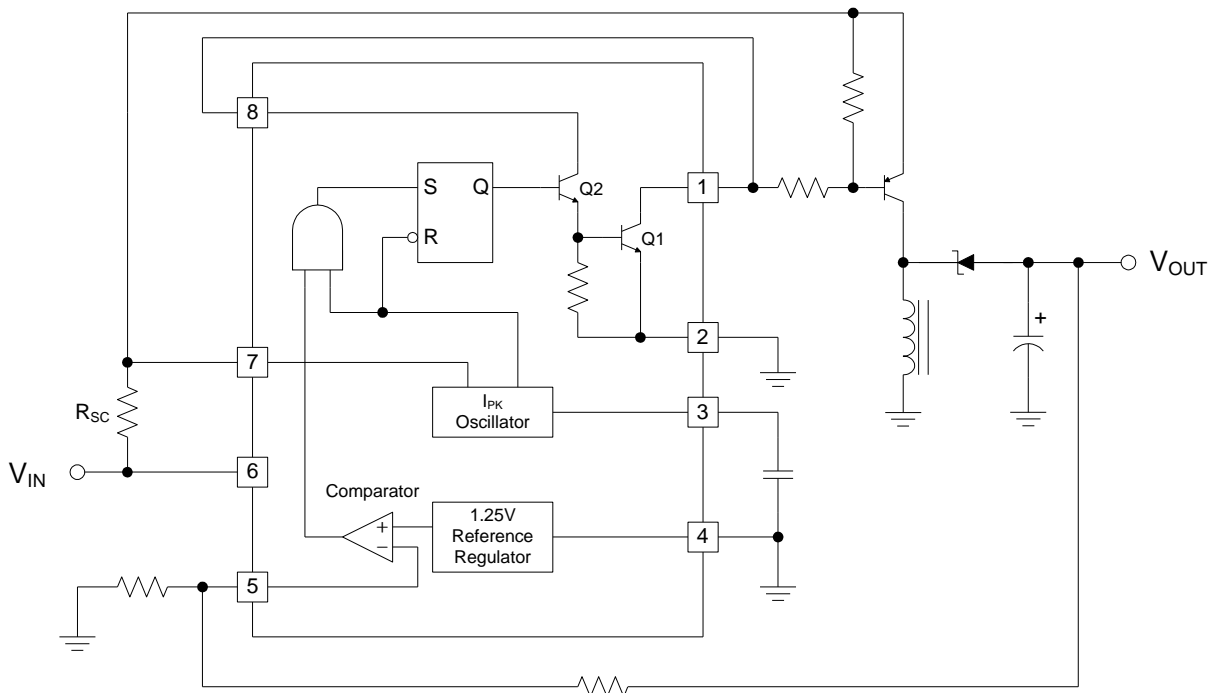 8
S
Q
Q2
1
R
Q1
2
7
R_SC
I_PK
Oscillator
3
V_OUT
+
V_IN
6
Comparator
+
−
1.25V
Reference
Regulator
4
5